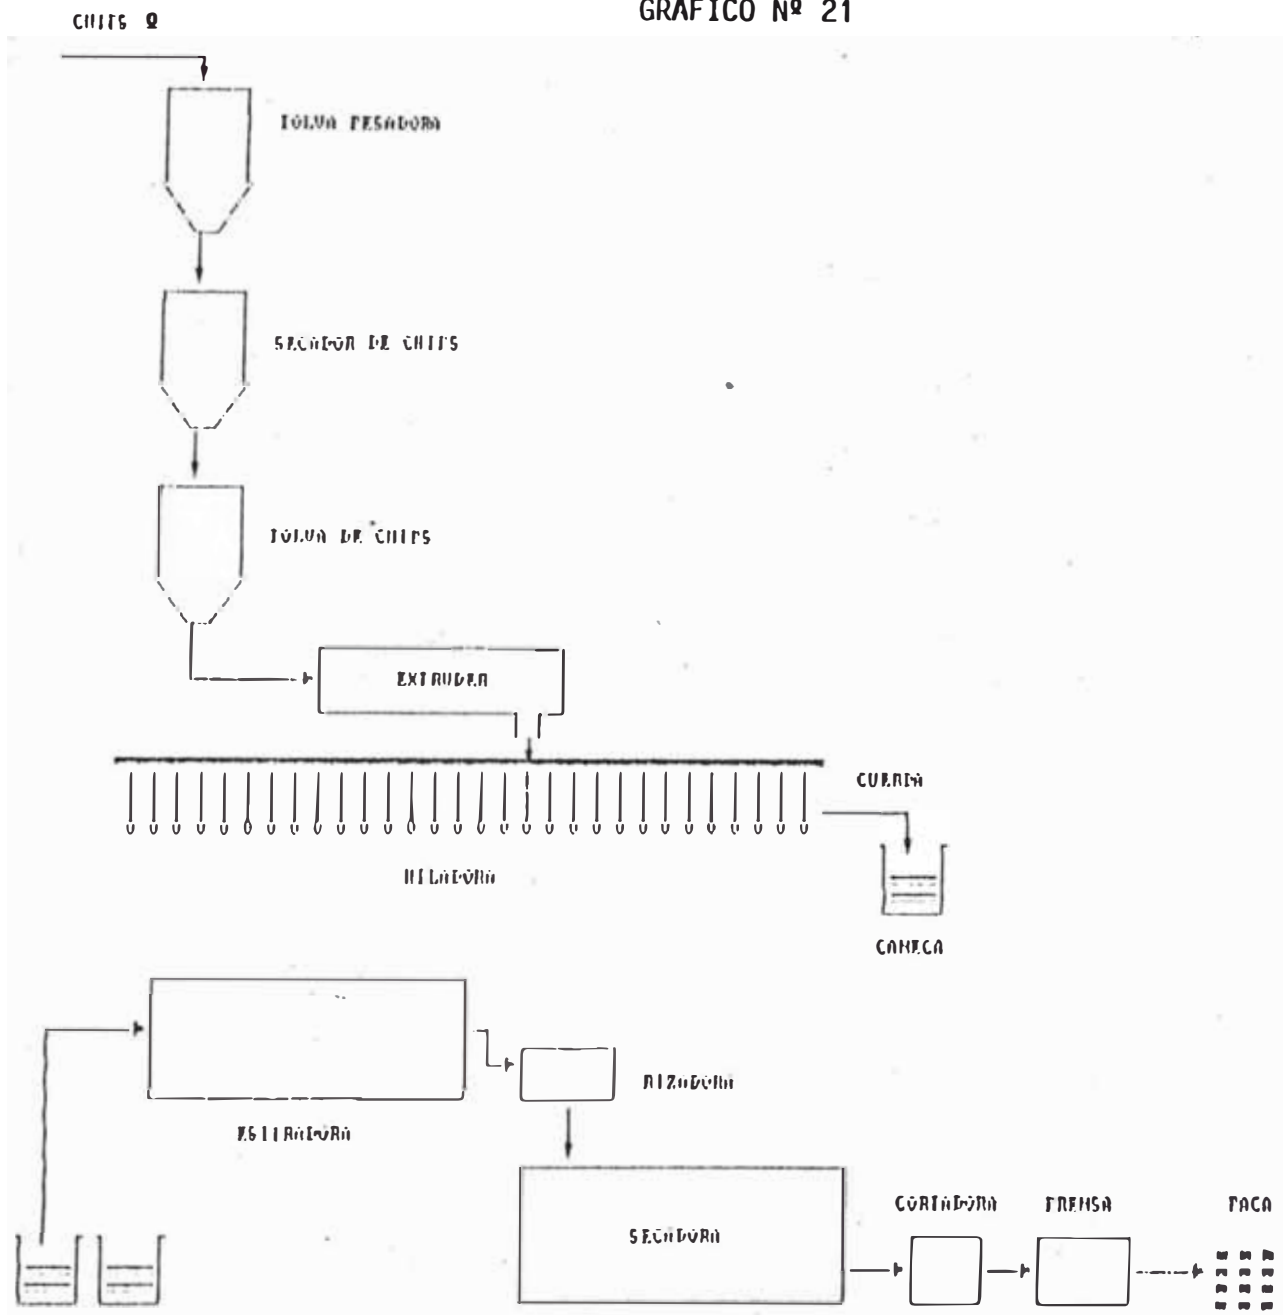 GRAFICO Nº 21
CHIPS Q
TOLVA PESADORA
SECADOR DE CHIPS
TOLVA DE CHIPS
EXTRUDER
CUERDA
HILADORA
CANECA
RIZADORA
ESTIRADORA
CORTADORA PRENSA PACA
SECADORA